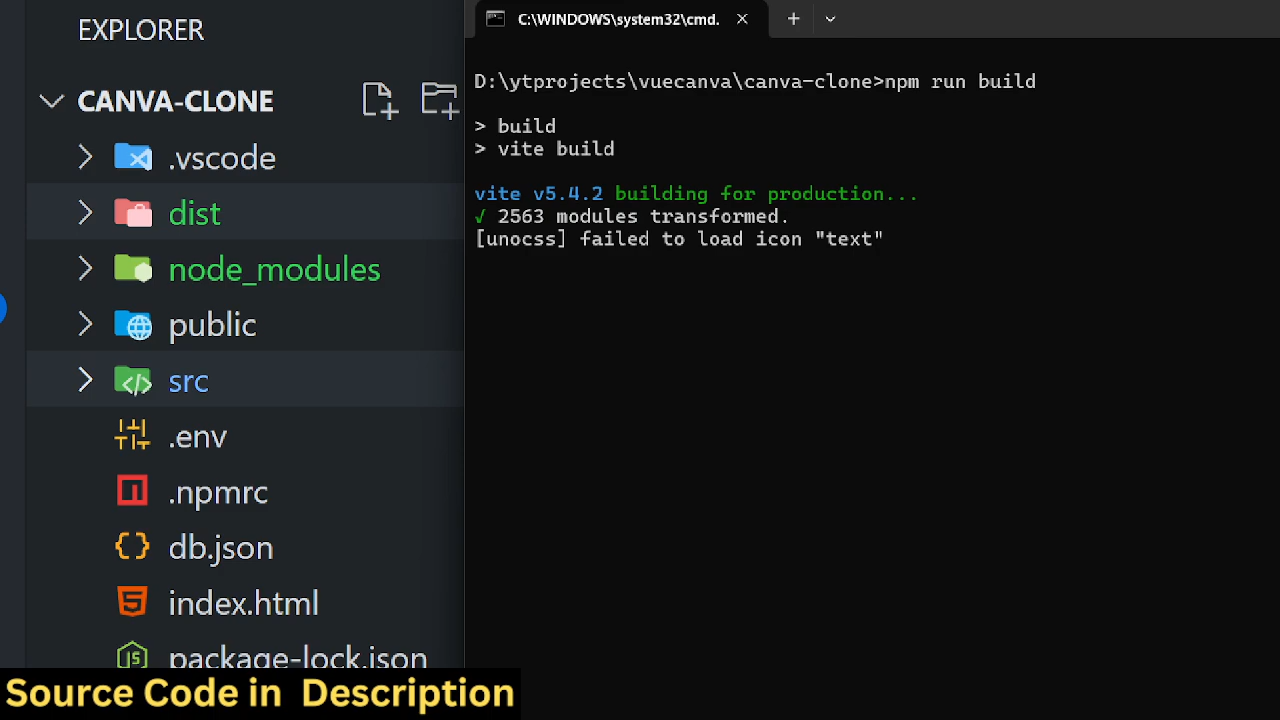 EXPLORER
CANVA-CLONE
.vscode
dist
node_modules
public
src
.env
.npmrc
db.json
index.html
package-lock.json
C:\WINDOWS\system32\cmd.
D:\ytprojects\vuecanva\canva-clone>npm run build
> build
> vite build
vite v5.4.2 building for production...
√ 2563 modules transformed.
[unocss] failed to load icon "text"
Source Code in Description